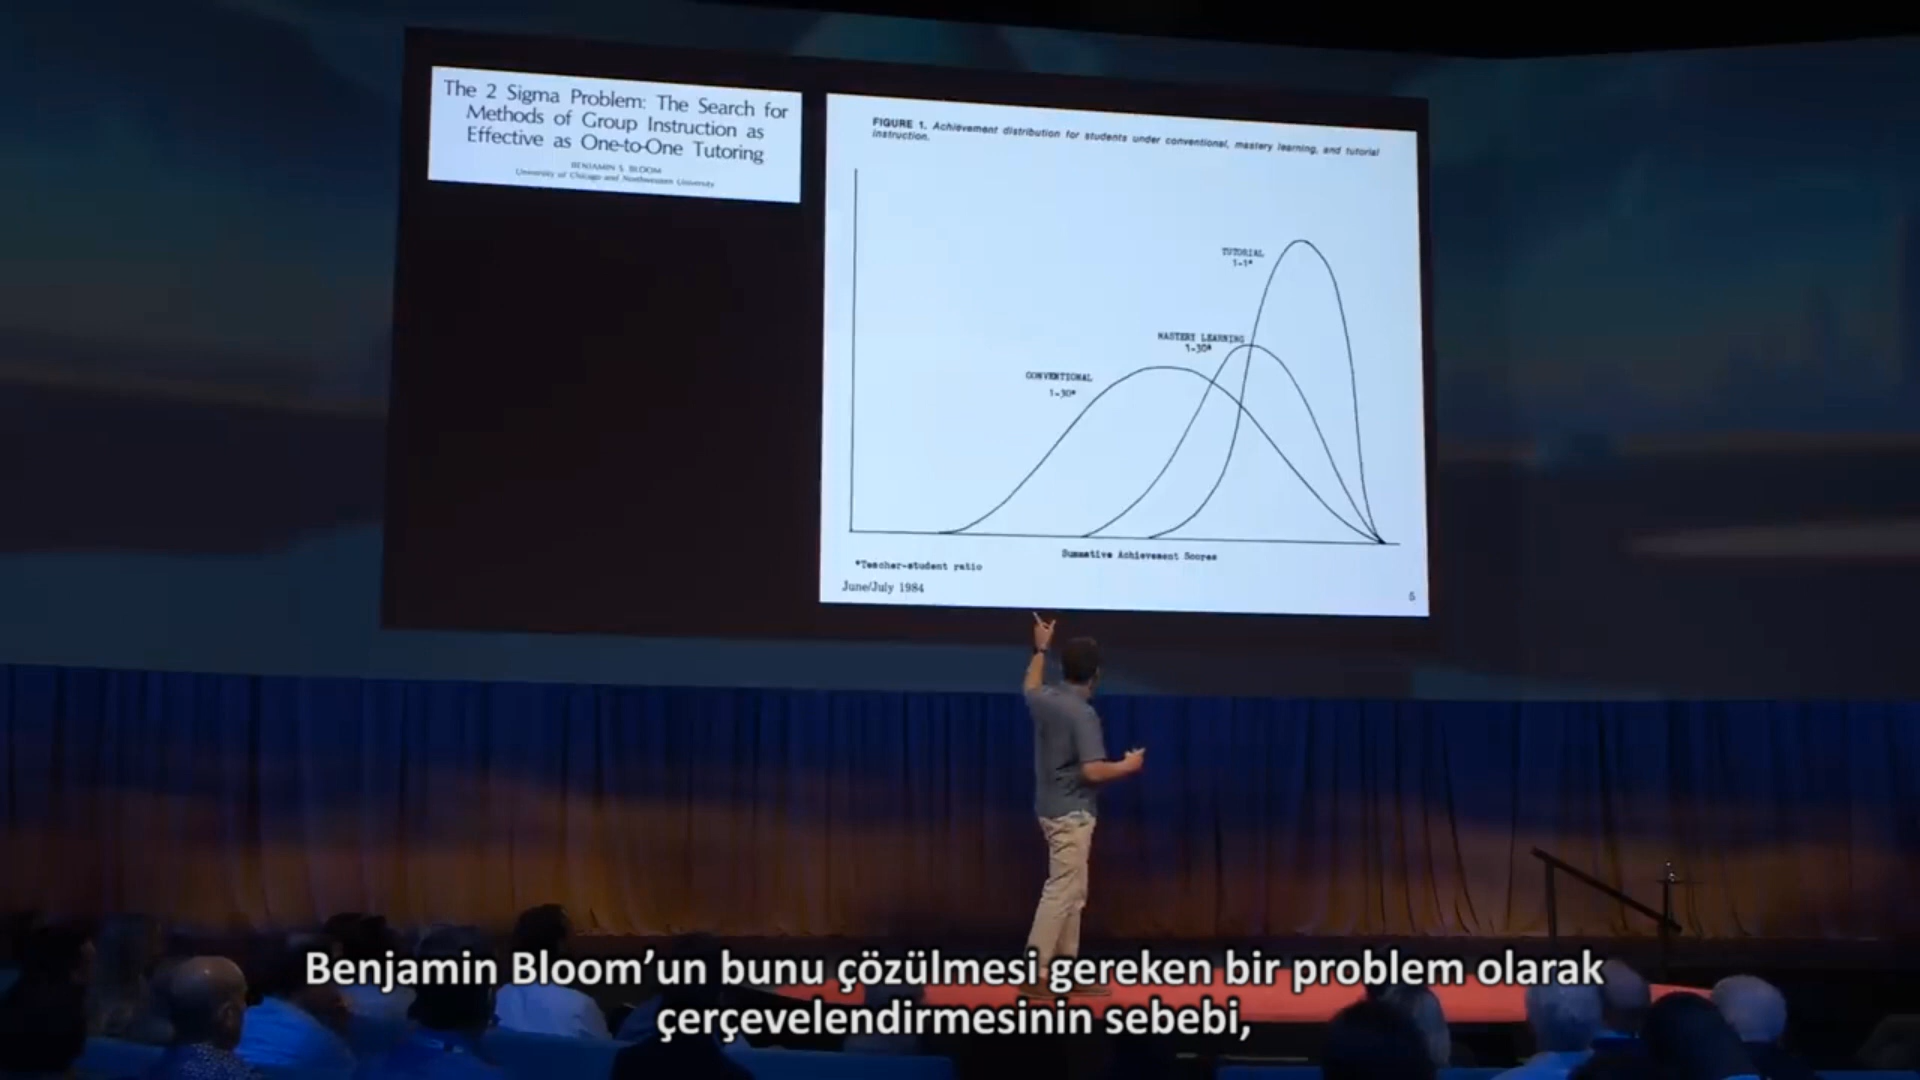 The 2 Sigma Problem: The Search for
Methods of Group Instruction as
Effective as One-to-One Tutoring
BENJAMIN S. BLOOM
University of Chicago and Northwestern University
FIGURE 1. Achievement distribution for students under conventional, mastery learning, and tutorial
instruction.
TUTORIAL
1-1*
MASTERY LEARNING
1-30*
CONVENTIONAL
1-30*
Summative Achievement Scores
*Teacher-student ratio
June/July 1984
5
Benjamin Bloom’un bunu çözülmesi gereken bir problem olarak
çerçevelendirmesinin sebebi,